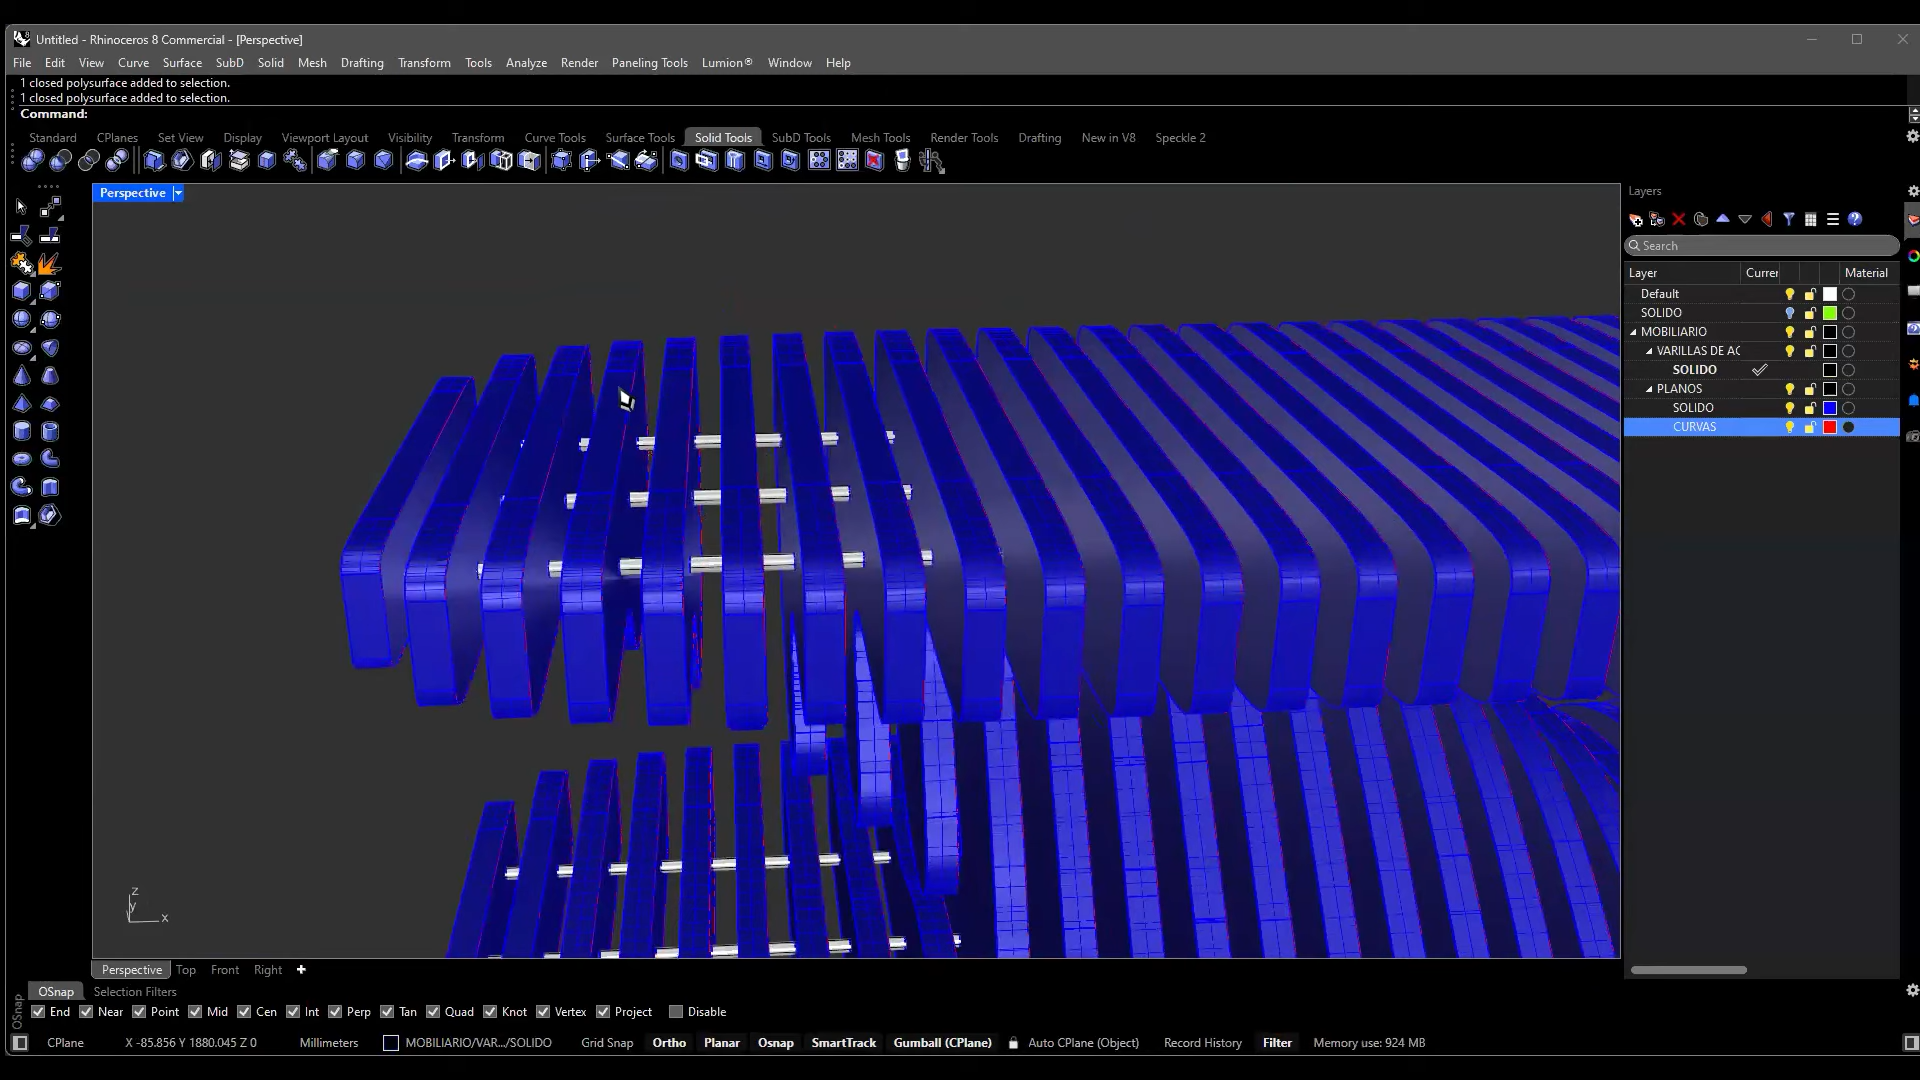 Untitled - Rhinoceros 8 Commercial - [Perspective]
File Edit View Curve Surface SubD Solid Mesh Drafting Transform Tools Analyze Render Paneling Tools Lumion® Window Help
1 closed polysurface added to selection.
1 closed polysurface added to selection.
Command:
Standard CPlanes Set View Display Viewport Layout Visibility Transform Curve Tools Surface Tools Solid Tools SubD Tools Mesh Tools Render Tools Drafting New in V8 Speckle 2
Perspective
Layers
Search
Layer Currer Material
Default
SOLIDO
MOBILIARIO
VARILLAS DE AC
SOLIDO
PLANOS
SOLIDO
CURVAS
z
y
x
Perspective Top Front Right
OSnap Selection Filters
OSnap
End Near Point Mid Cen Int Perp Tan Quad Knot Vertex Project Disable
CPlane X -85.856 Y 1880.045 Z 0 Millimeters MOBILIARIO/VAR.../SOLIDO Grid Snap Ortho Planar Osnap SmartTrack Gumball (CPlane) Auto CPlane (Object) Record History Filter Memory use: 924 MB